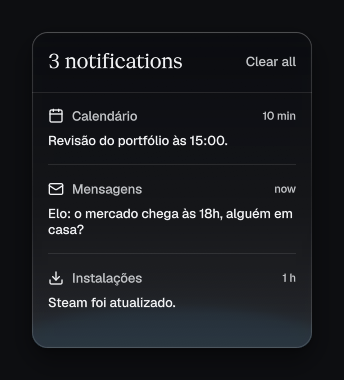 3 notifications
Clear all
Calendário
10 min
Revisão do portfólio às 15:00.
Mensagens
now
Elo: o mercado chega às 18h, alguém em
casa?
Instalações
1 h
Steam foi atualizado.